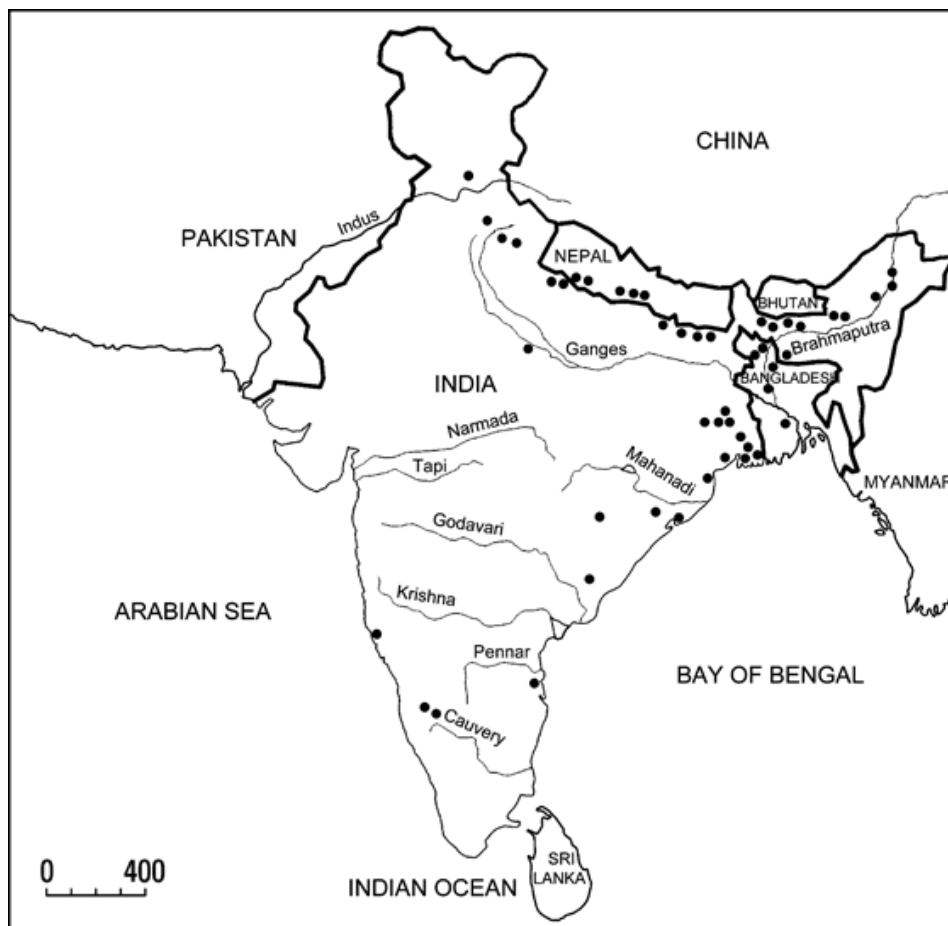 CHINA
PAKISTAN
Indus
NEPAL
BHUTAN
Brahmaputra
Ganges
BANGLADESH
INDIA
Narmada
Tapi
Mahanadi
MYANMAR
Godavari
Krishna
ARABIAN SEA
Pennar
BAY OF BENGAL
Cauvery
0 400
SRI
LANKA
INDIAN OCEAN